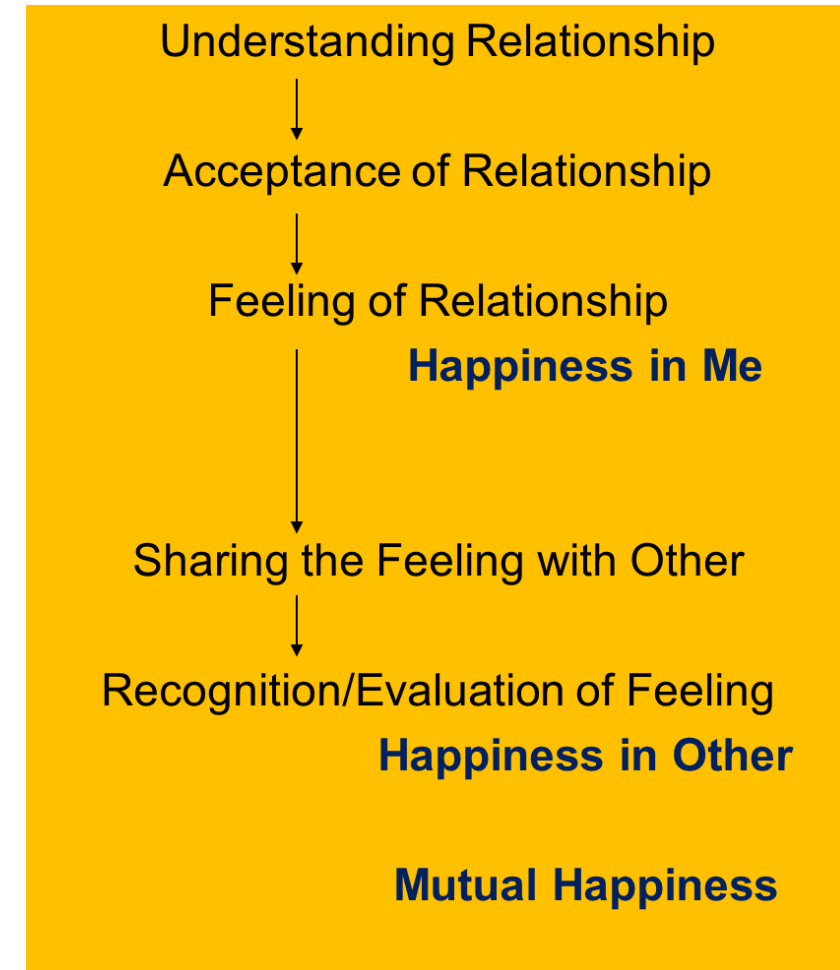 Understanding Relationship
Acceptance of Relationship
Feeling of Relationship
Happiness in Me
Sharing the Feeling with Other
Recognition/Evaluation of Feeling
Happiness in Other
Mutual Happiness